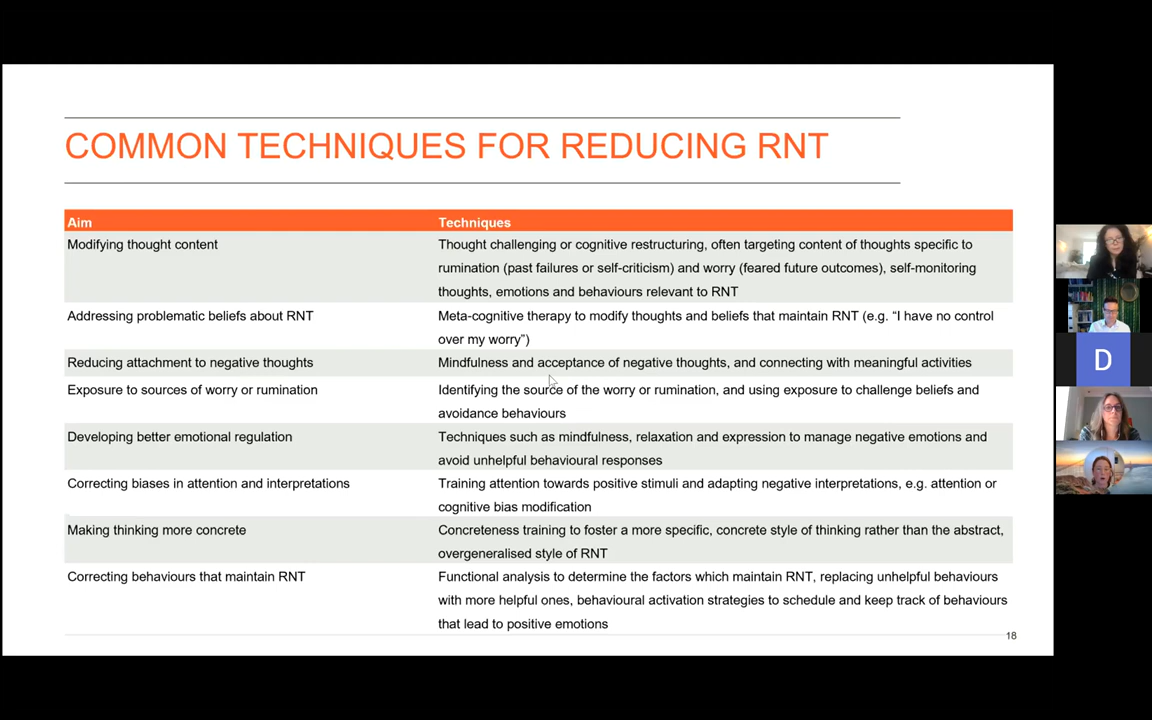 COMMON TECHNIQUES FOR REDUCING RNT
Aim
Techniques
Modifying thought content
Thought challenging or cognitive restructuring, often targeting content of thoughts specific to
rumination (past failures or self-criticism) and worry (feared future outcomes), self-monitoring
thoughts, emotions and behaviours relevant to RNT
Addressing problematic beliefs about RNT
Meta-cognitive therapy to modify thoughts and beliefs that maintain RNT (e.g. “I have no control
over my worry”)
Reducing attachment to negative thoughts
Mindfulness and acceptance of negative thoughts, and connecting with meaningful activities
Exposure to sources of worry or rumination
Identifying the source of the worry or rumination, and using exposure to challenge beliefs and
avoidance behaviours
Developing better emotional regulation
Techniques such as mindfulness, relaxation and expression to manage negative emotions and
avoid unhelpful behavioural responses
Correcting biases in attention and interpretations
Training attention towards positive stimuli and adapting negative interpretations, e.g. attention or
cognitive bias modification
Making thinking more concrete
Concreteness training to foster a more specific, concrete style of thinking rather than the abstract,
overgeneralised style of RNT
Correcting behaviours that maintain RNT
Functional analysis to determine the factors which maintain RNT, replacing unhelpful behaviours
with more helpful ones, behavioural activation strategies to schedule and keep track of behaviours
that lead to positive emotions
18
D